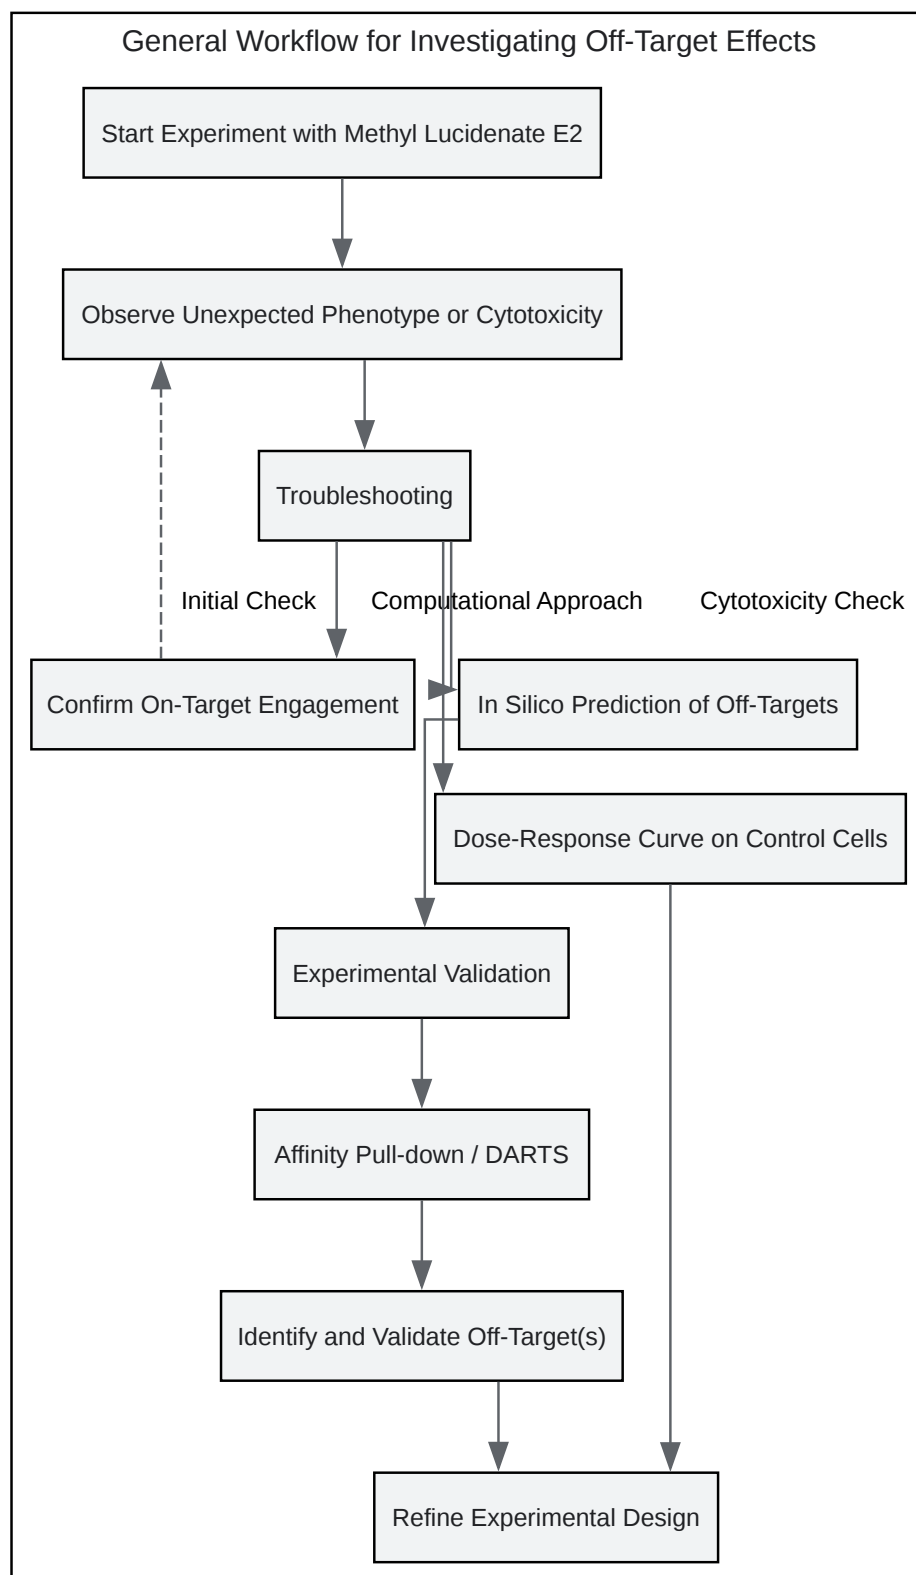 General Workflow for Investigating Off-Target Effects
Start Experiment with Methyl Lucidenate E2
Observe Unexpected Phenotype or Cytotoxicity
Troubleshooting
Initial Check
Computational Approach
Cytotoxicity Check
Confirm On-Target Engagement
In Silico Prediction of Off-Targets
Dose-Response Curve on Control Cells
Experimental Validation
Affinity Pull-down / DARTS
Identify and Validate Off-Target(s)
Refine Experimental Design